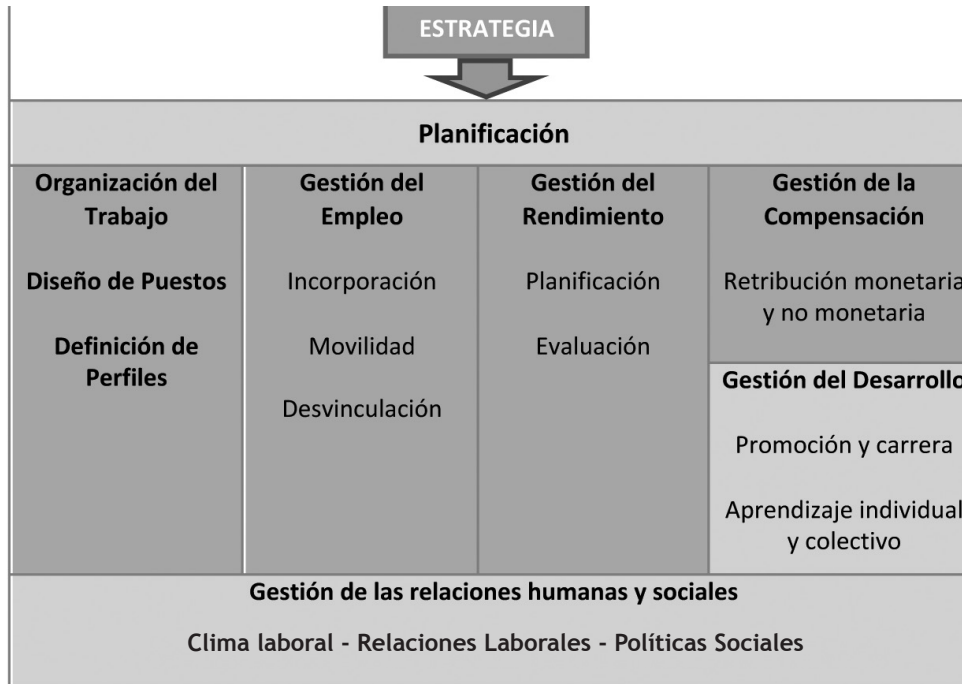 ESTRATEGIA
Planificación
Organización del
Trabajo
Diseño de Puestos
Definición de
Perfiles
Gestión del
Empleo
Incorporación
Movilidad
Desvinculación
Gestión del
Rendimiento
Planificación
Evaluación
Gestión de la
Compensación
Retribución monetaria
y no monetaria
Gestión del Desarrollo
Promoción y carrera
Aprendizaje individual
y colectivo
Gestión de las relaciones humanas y sociales
Clima laboral - Relaciones Laborales - Políticas Sociales